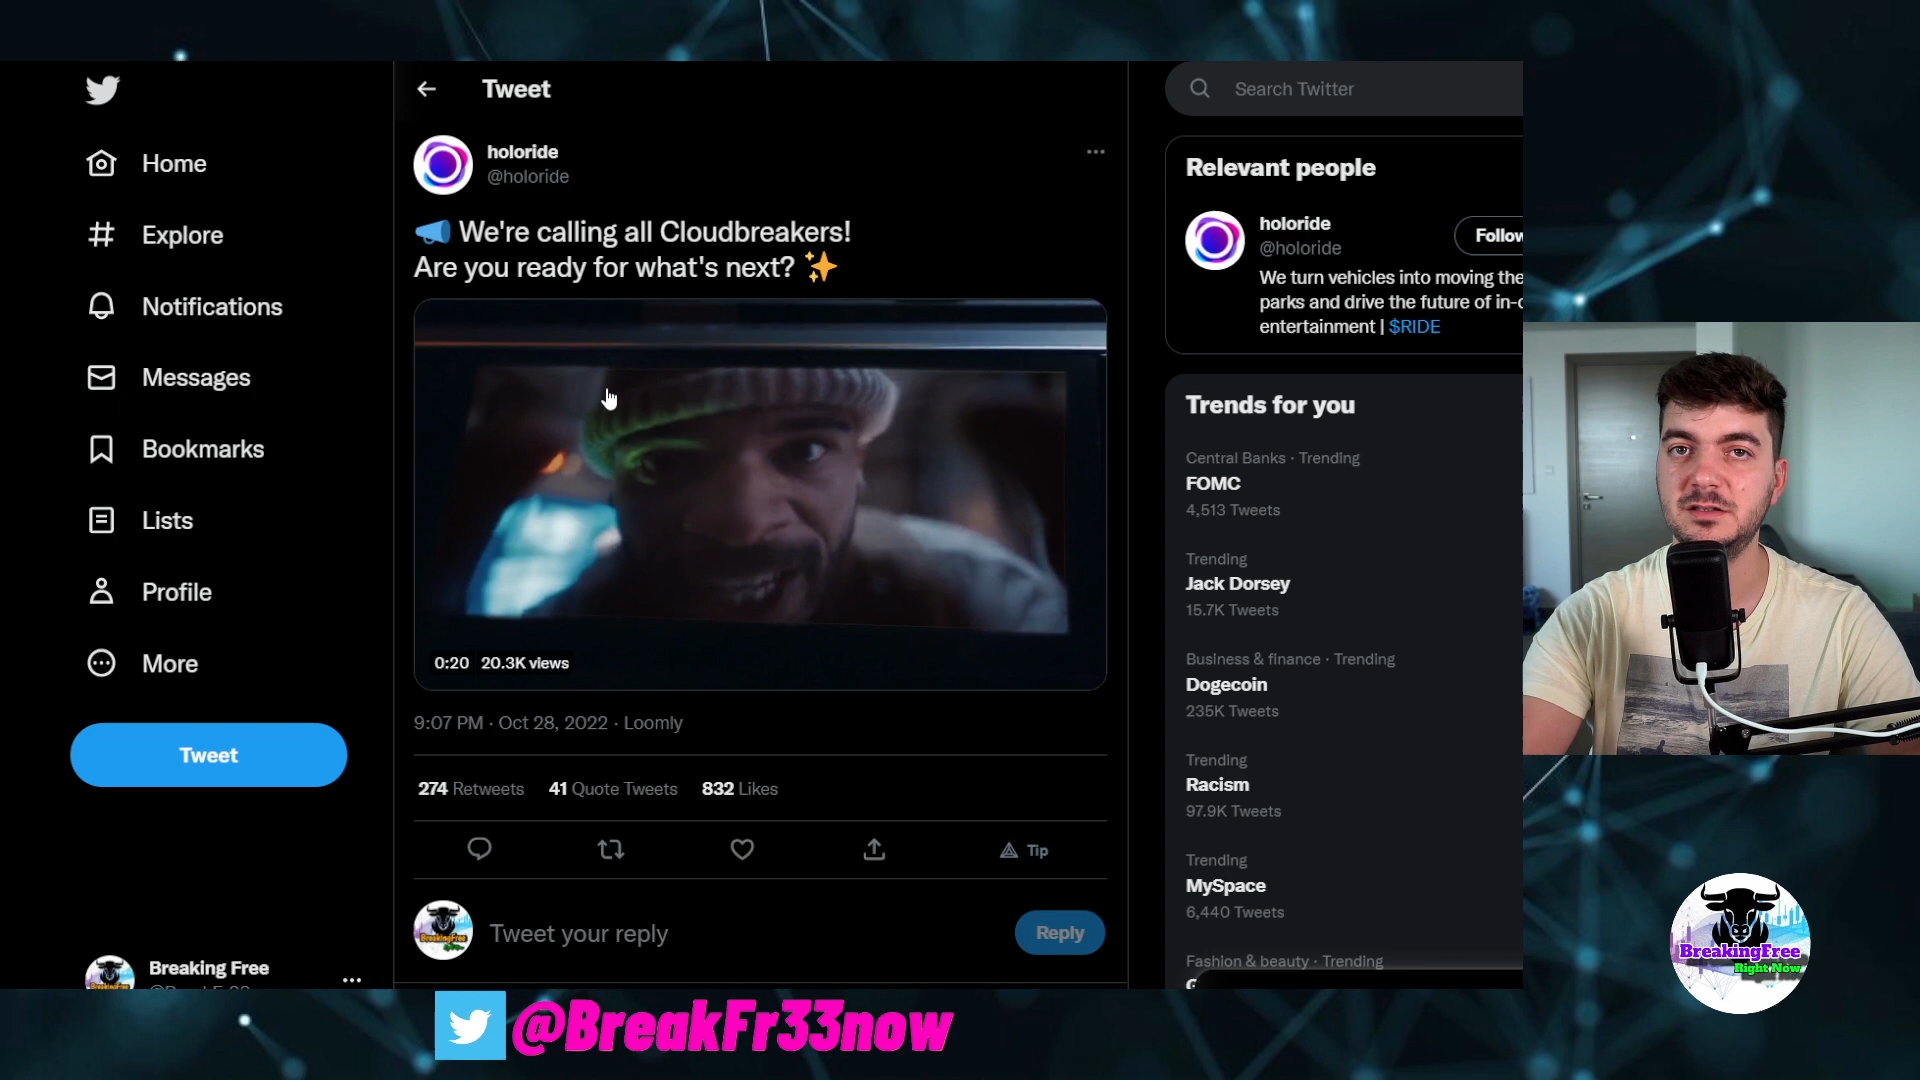 Home
Explore
Notifications
Messages
Bookmarks
Lists
Profile
More
Tweet
Breaking Free
Tweet
holoride
@holoride
We're calling all Cloudbreakers!
Are you ready for what's next?
0:20 20.3K views
9:07 PM · Oct 28, 2022 · Loomly
274 Retweets 41 Quote Tweets 832 Likes
Tip
Tweet your reply
Reply
Search Twitter
Relevant people
holoride
@holoride
Follow
We turn vehicles into moving the
parks and drive the future of in-c
entertainment | $RIDE
Trends for you
Central Banks · Trending
FOMC
4,513 Tweets
Trending
Jack Dorsey
15.7K Tweets
Business & finance · Trending
Dogecoin
235K Tweets
Trending
Racism
97.9K Tweets
Trending
MySpace
6,440 Tweets
Fashion & beauty · Trending
BreakingFree
Right Now
@BreakFr33now